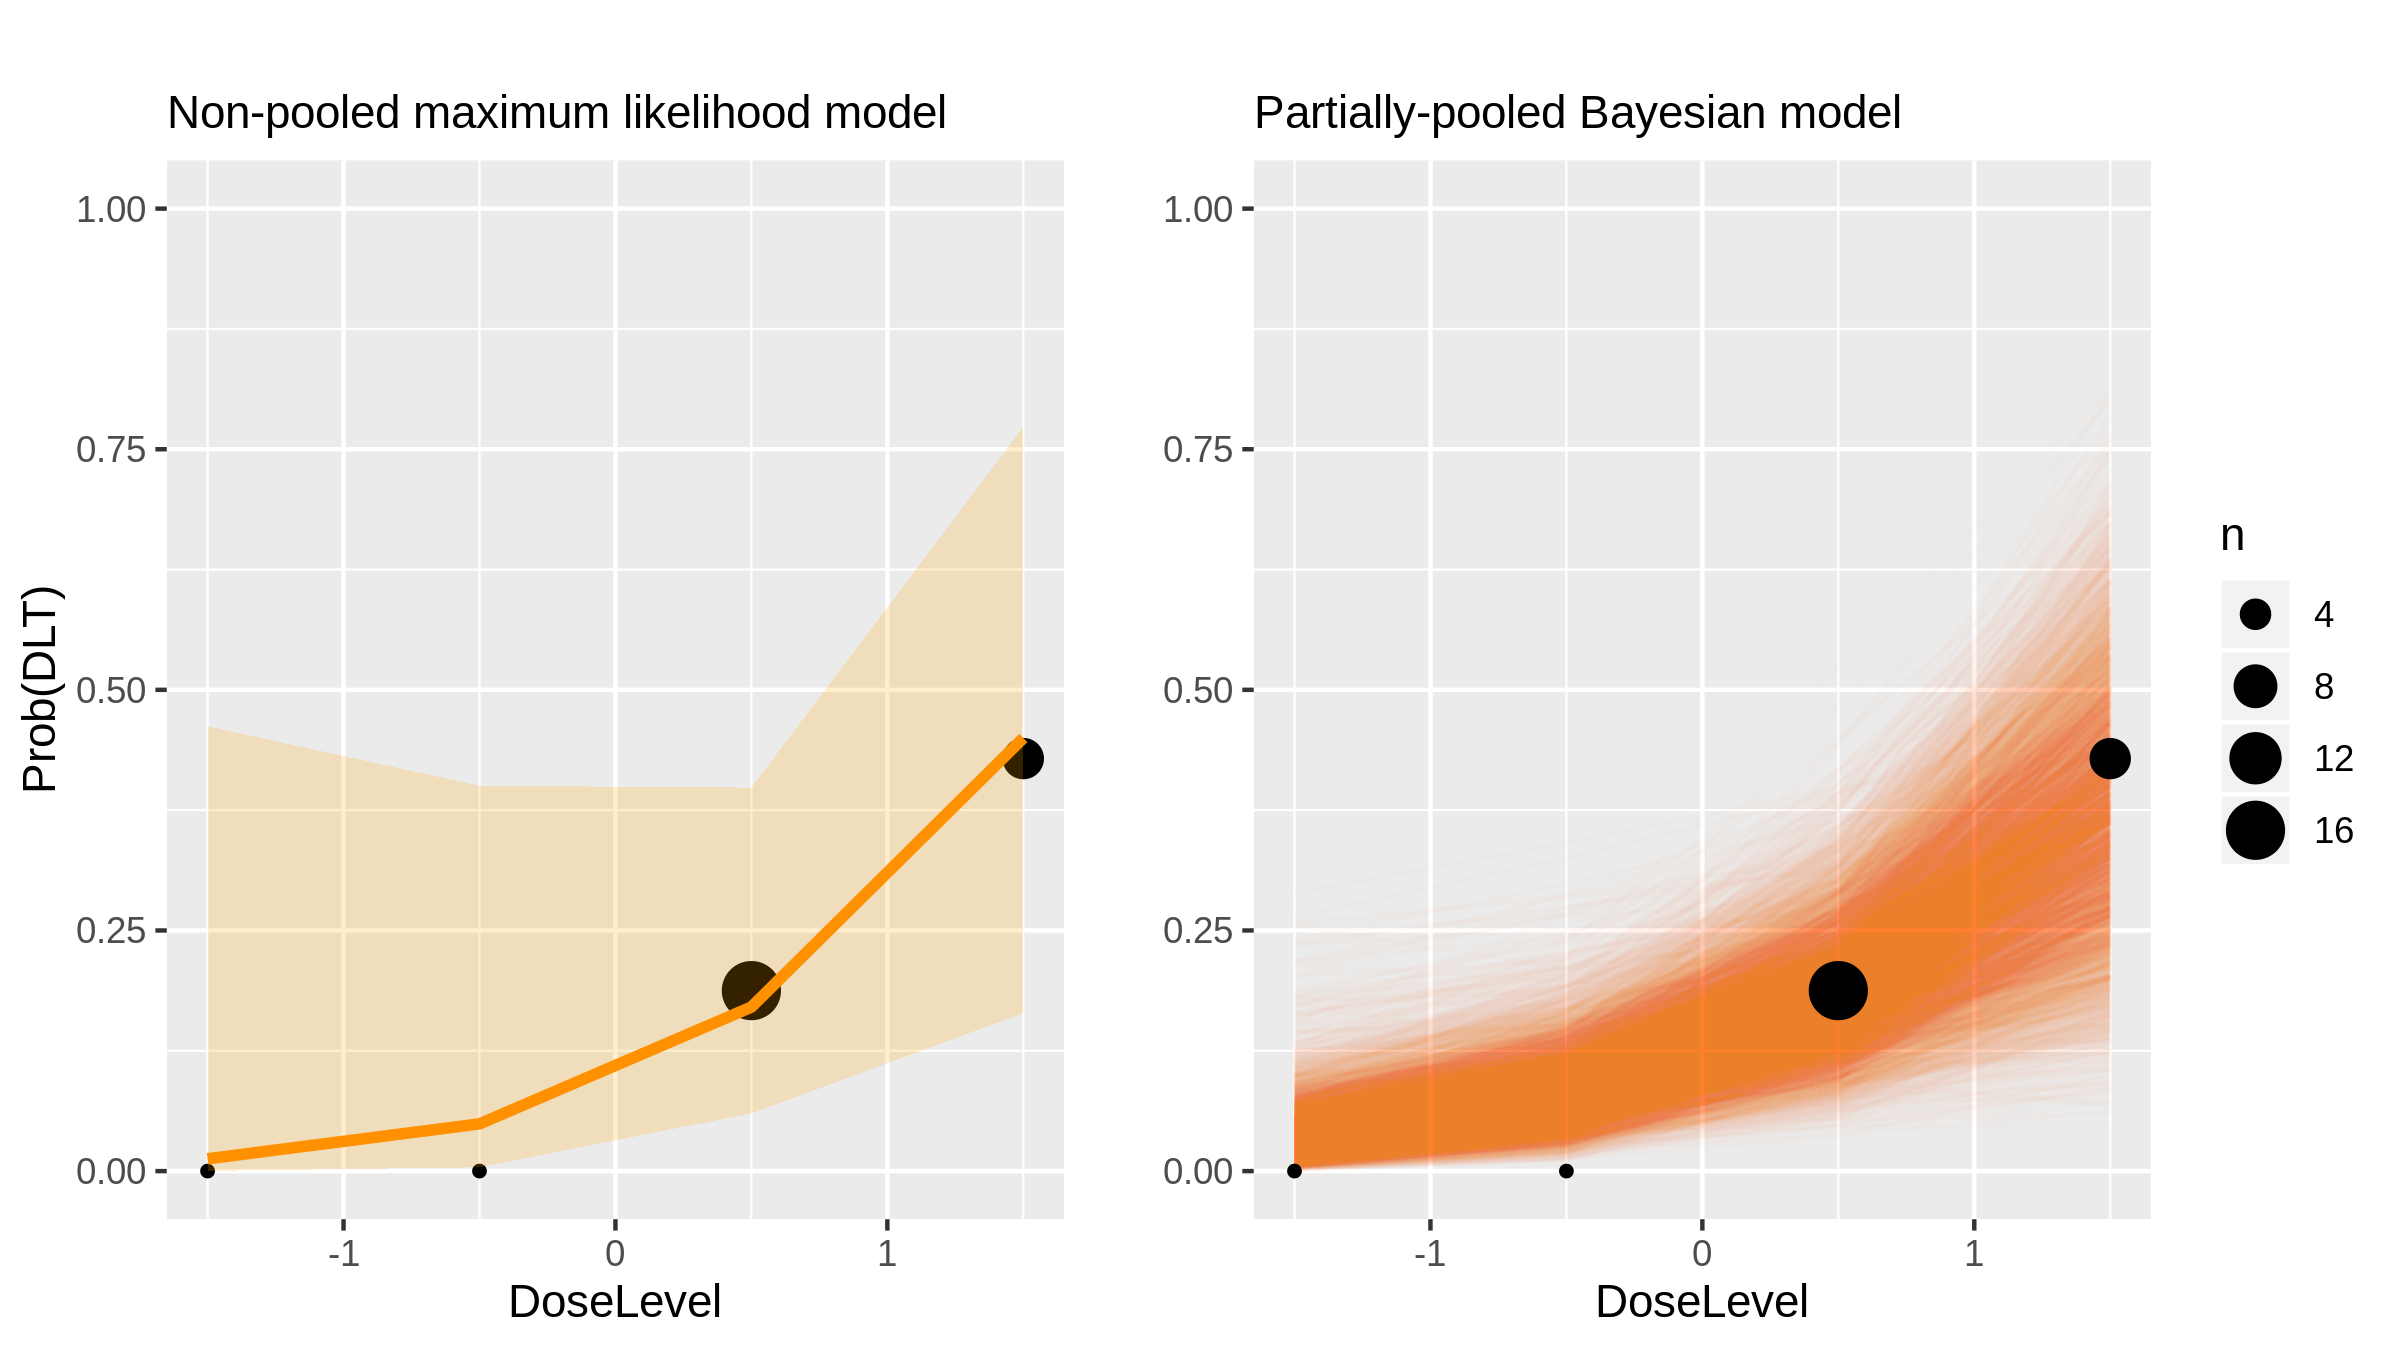 Non-pooled maximum likelihood model
Prob(DLT)
1.00
0.75
0.50
0.25
0.00
-1 0 1
DoseLevel
Partially-pooled Bayesian model
1.00
0.75
0.50
0.25
0.00
-1 0 1
DoseLevel
n
4
8
12
16